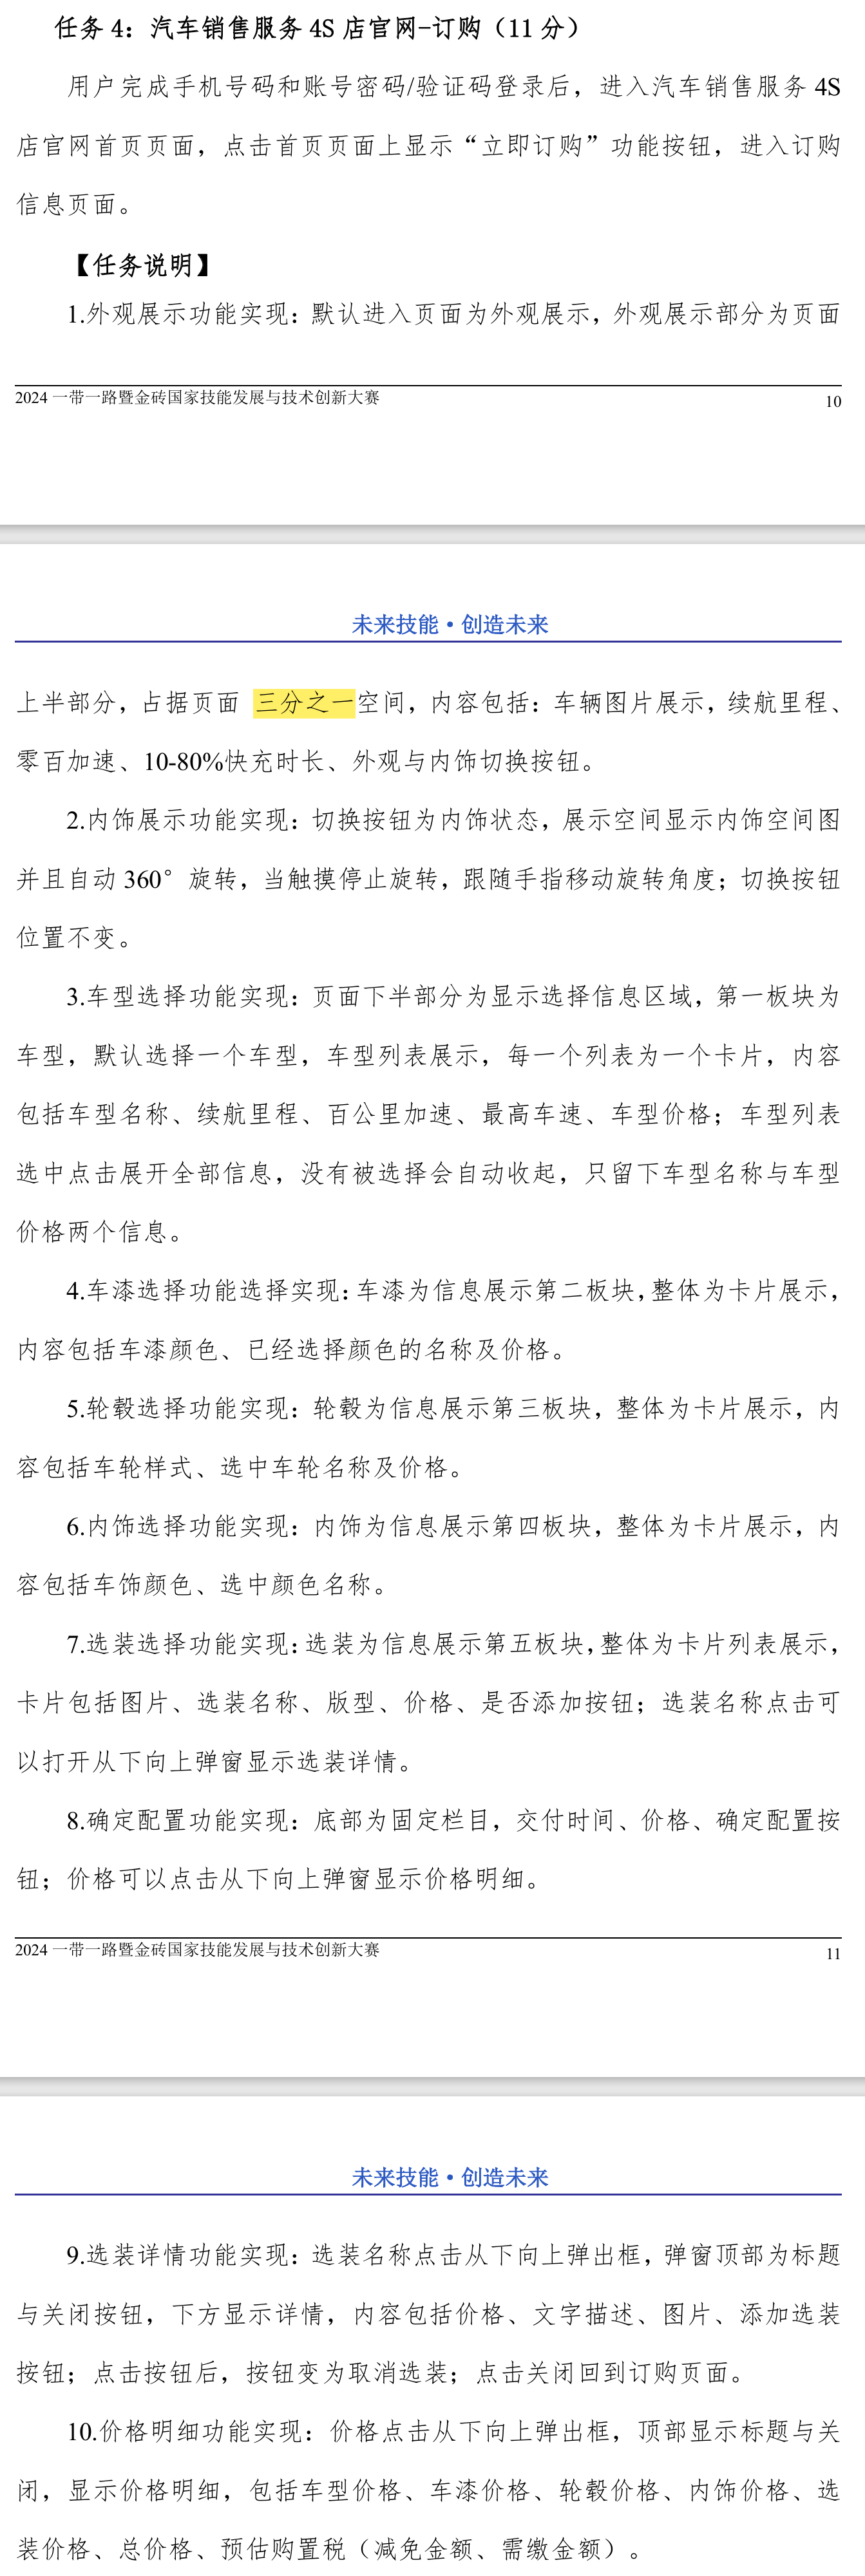 任务 4：汽车销售服务 4S 店官网-订购（11 分）
用户完成手机号码和账号密码/验证码登录后，进入汽车销售服务 4S
店官网首页页面，点击首页页面上显示“立即订购”功能按钮，进入订购
信息页面。
【任务说明】
1.外观展示功能实现：默认进入页面为外观展示，外观展示部分为页面
2024 一带一路暨金砖国家技能发展与技术创新大赛
10
未来技能·创造未来
上半部分，占据页面 三分之一空间，内容包括：车辆图片展示，续航里程、
零百加速、10-80%快充时长、外观与内饰切换按钮。
2.内饰展示功能实现：切换按钮为内饰状态，展示空间显示内饰空间图
并且自动 360°旋转，当触摸停止旋转，跟随手指移动旋转角度；切换按钮
位置不变。
3.车型选择功能实现：页面下半部分为显示选择信息区域，第一板块为
车型，默认选择一个车型，车型列表展示，每一个列表为一个卡片，内容
包括车型名称、续航里程、百公里加速、最高车速、车型价格；车型列表
选中点击展开全部信息，没有被选择会自动收起，只留下车型名称与车型
价格两个信息。
4.车漆选择功能选择实现：车漆为信息展示第二板块，整体为卡片展示，
内容包括车漆颜色、已经选择颜色的名称及价格。
5.轮毂选择功能实现：轮毂为信息展示第三板块，整体为卡片展示，内
容包括车轮样式、选中车轮名称及价格。
6.内饰选择功能实现：内饰为信息展示第四板块，整体为卡片展示，内
容包括车饰颜色、选中颜色名称。
7.选装选择功能实现：选装为信息展示第五板块，整体为卡片列表展示，
卡片包括图片、选装名称、版型、价格、是否添加按钮；选装名称点击可
以打开从下向上弹窗显示选装详情。
8.确定配置功能实现：底部为固定栏目，交付时间、价格、确定配置按
钮；价格可以点击从下向上弹窗显示价格明细。
2024 一带一路暨金砖国家技能发展与技术创新大赛
11
未来技能·创造未来
9.选装详情功能实现：选装名称点击从下向上弹出框，弹窗顶部为标题
与关闭按钮，下方显示详情，内容包括价格、文字描述、图片、添加选装
按钮；点击按钮后，按钮变为取消选装；点击关闭回到订购页面。
10.价格明细功能实现：价格点击从下向上弹出框，顶部显示标题与关
闭，显示价格明细，包括车型价格、车漆价格、轮毂价格、内饰价格、选
装价格、总价格、预估购置税（减免金额、需缴金额）。